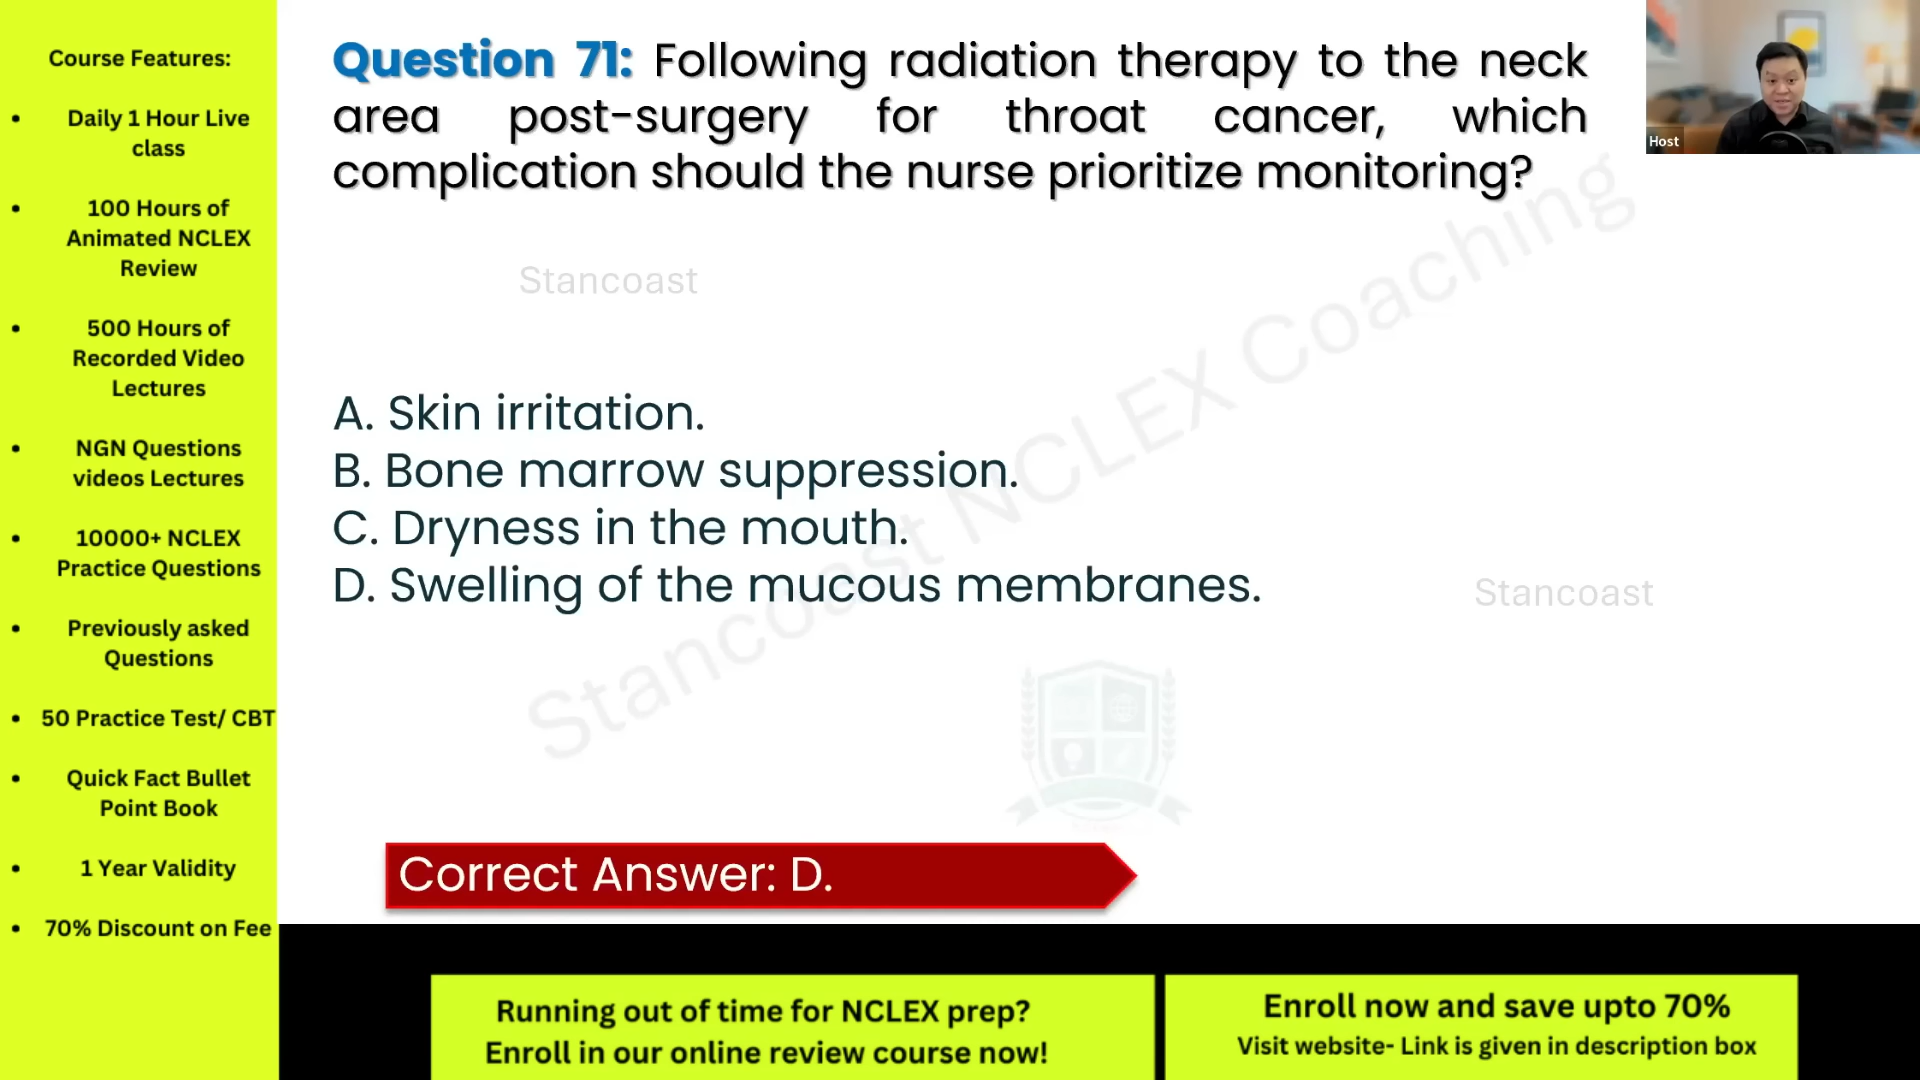 Course Features:
• Daily 1 Hour Live
class
• 100 Hours of
Animated NCLEX
Review
• 500 Hours of
Recorded Video
Lectures
• NGN Questions
videos Lectures
• 10000+ NCLEX
Practice Questions
• Previously asked
Questions
• 50 Practice Test/ CBT
• Quick Fact Bullet
Point Book
• 1 Year Validity
• 70% Discount on Fee
Question 71: Following radiation therapy to the neck
area post-surgery for throat cancer, which
complication should the nurse prioritize monitoring?
Host
Stancoast
Stancoast NCLEX Coaching
A. Skin irritation.
B. Bone marrow suppression.
C. Dryness in the mouth.
D. Swelling of the mucous membranes.
Stancoast
Correct Answer: D.
Running out of time for NCLEX prep?
Enroll in our online review course now!
Enroll now and save upto 70%
Visit website- Link is given in description box